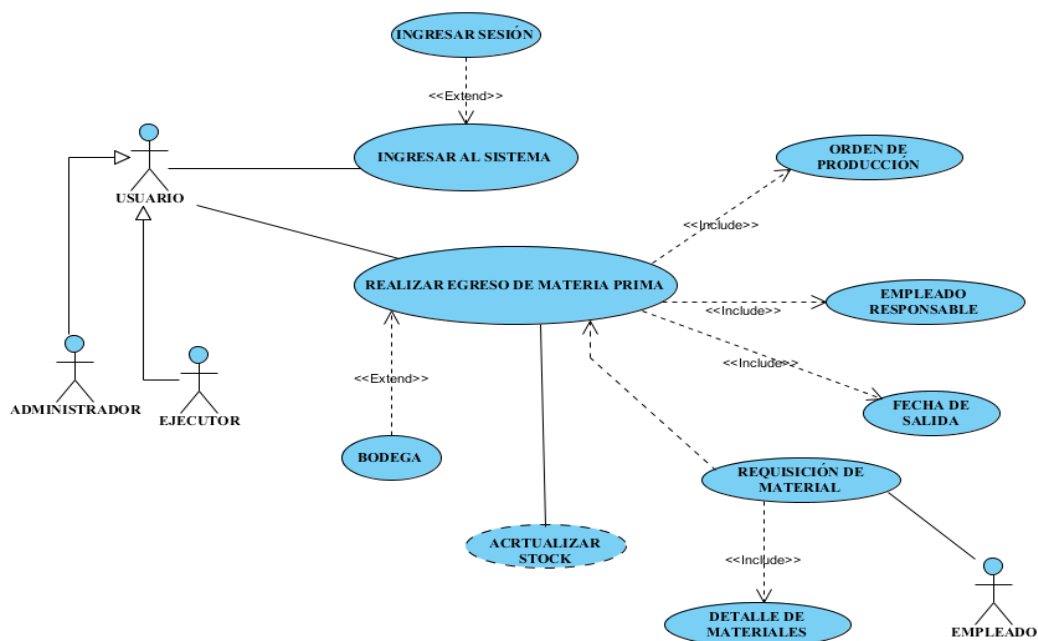 INGRESAR SESIÓN
<<Extend>>
INGRESAR AL SISTEMA
USUARIO
ORDEN DE
PRODUCCIÓN
<<Include>>
REALIZAR EGRESO DE MATERIA PRIMA
EMPLEADO
RESPONSABLE
<<Include>>
<<Include>>
FECHA DE
SALIDA
ADMINISTRADOR
EJECUTOR
<<Extend>>
BODEGA
REQUISICIÓN DE
MATERIAL
ACRTUALIZAR
STOCK
<<Include>>
DETALLE DE
MATERIALES
EMPLEADO